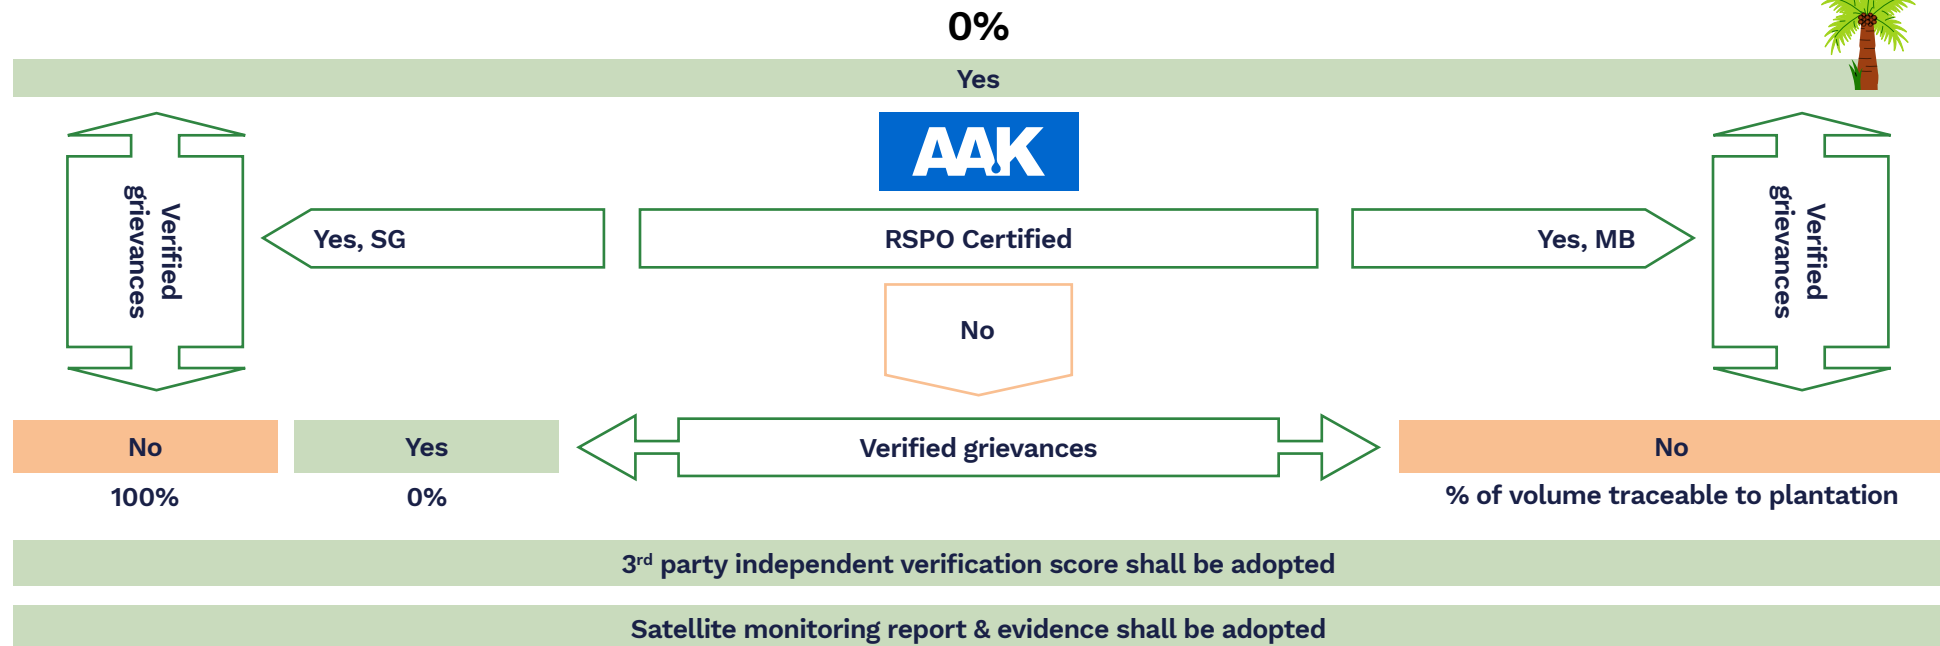 0%
Yes
AAK
Verified
grievances
Yes, SG
RSPO Certified
Yes, MB
Verified
grievances
No
No
Yes
Verified grievances
No
100%
0%
% of volume traceable to plantation
3rd party independent verification score shall be adopted
Satellite monitoring report & evidence shall be adopted